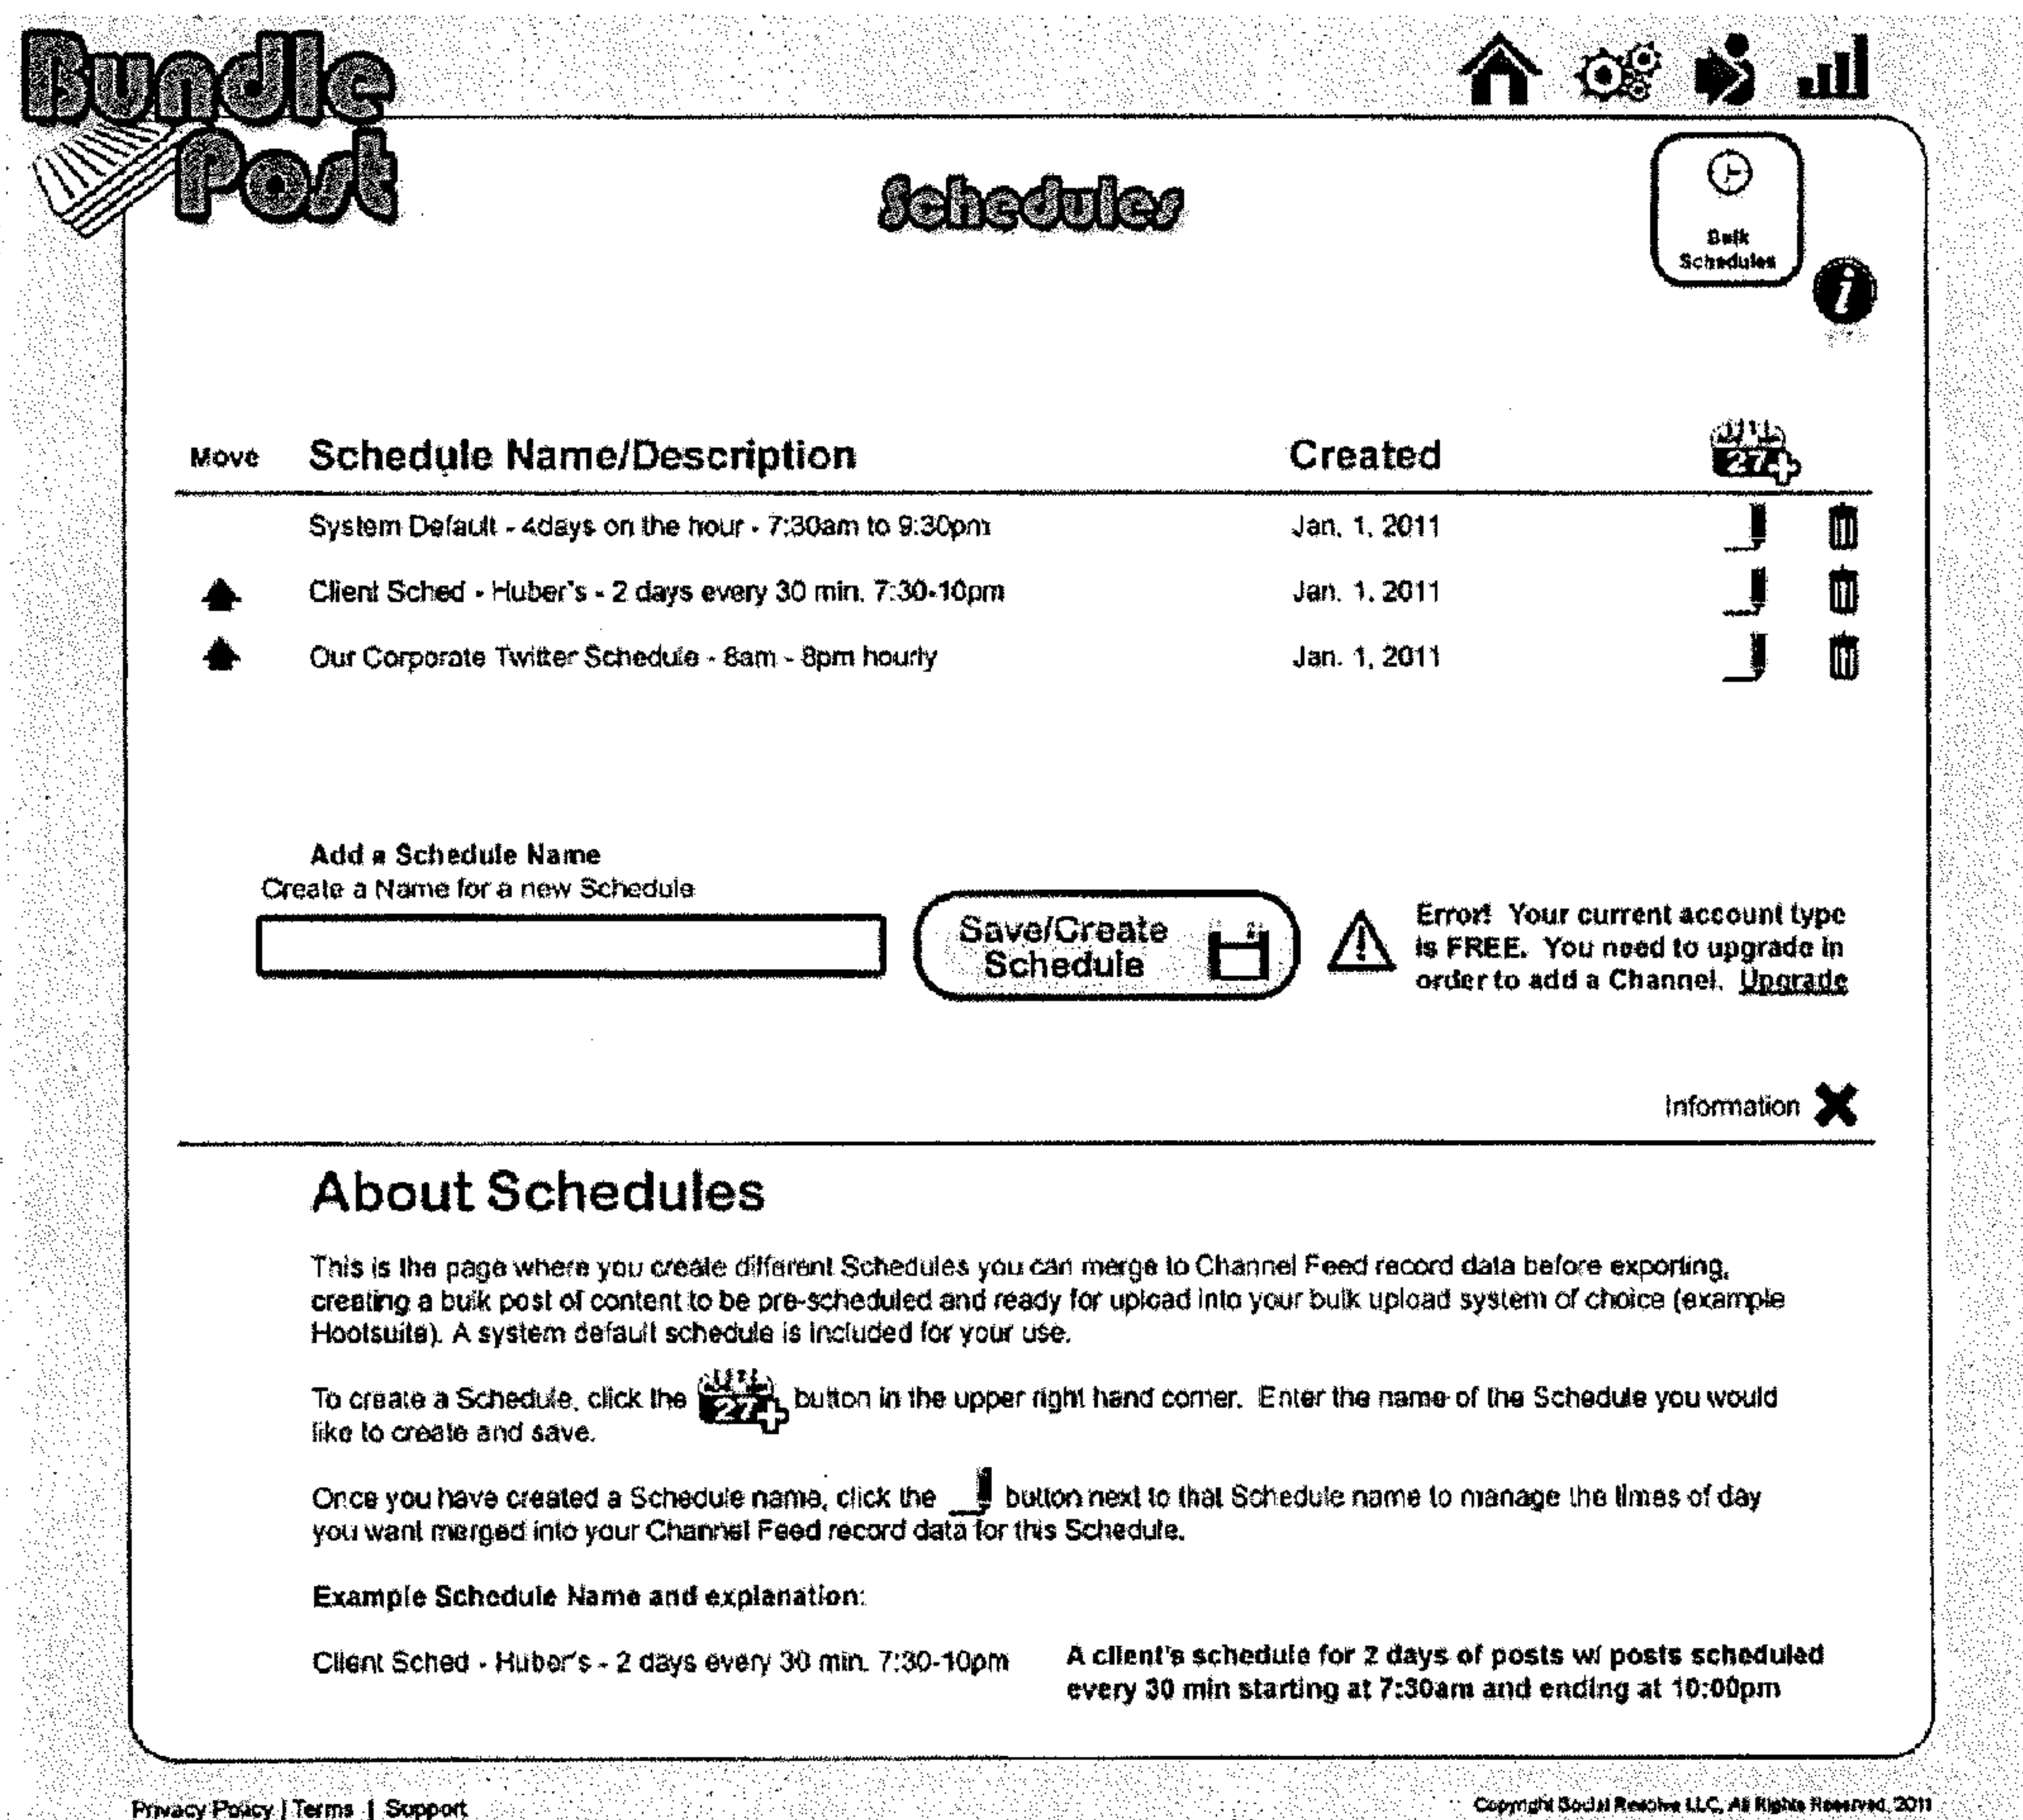 Bundle
Post
Schedules
Bulk
Schedules
Move Schedule Name/Description Created 27+
System Default - 4days on the hour - 7:30am to 9:30pm Jan. 1, 2011
Client Sched - Huber's - 2 days every 30 min. 7:30-10pm Jan. 1, 2011
Our Corporate Twitter Schedule - 8am - 8pm hourly Jan. 1, 2011
Add a Schedule Name
Create a Name for a new Schedule
Save/Create
Schedule
Error! Your current account type
is FREE. You need to upgrade in
order to add a Channel. Upgrade
Information
About Schedules
This is the page where you create different Schedules you can merge to Channel Feed record data before exporting,
creating a bulk post of content to be pre-scheduled and ready for upload into your bulk upload system of choice (example
Hootsuite). A system default schedule is included for your use.
To create a Schedule, click the 27+ button in the upper right hand corner. Enter the name of the Schedule you would
like to create and save.
Once you have created a Schedule name, click the button next to that Schedule name to manage the times of day
you want merged into your Channel Feed record data for this Schedule.
Example Schedule Name and explanation:
Client Sched - Huber's - 2 days every 30 min. 7:30-10pm
A client's schedule for 2 days of posts w/ posts scheduled
every 30 min starting at 7:30am and ending at 10:00pm
Privacy Policy | Terms | Support
Copyright Social Resolve LLC, All Rights Reserved, 2011